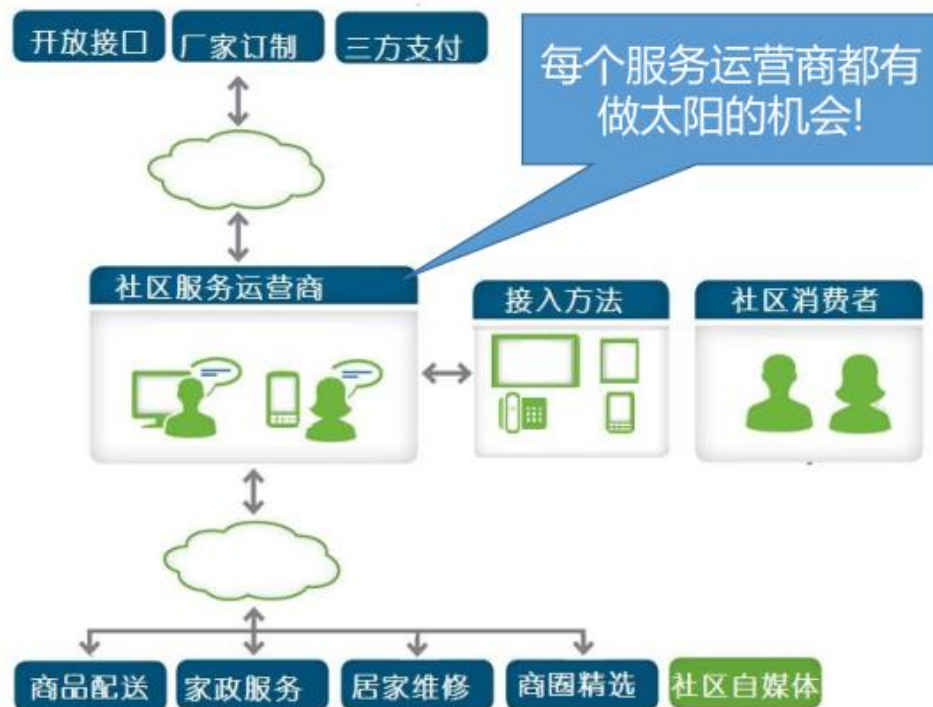 开放接口
厂家订制
三方支付
每个服务运营商都有
做太阳的机会!
社区服务运营商
接入方法
社区消费者
商品配送
家政服务
居家维修
商圈精选
社区自媒体